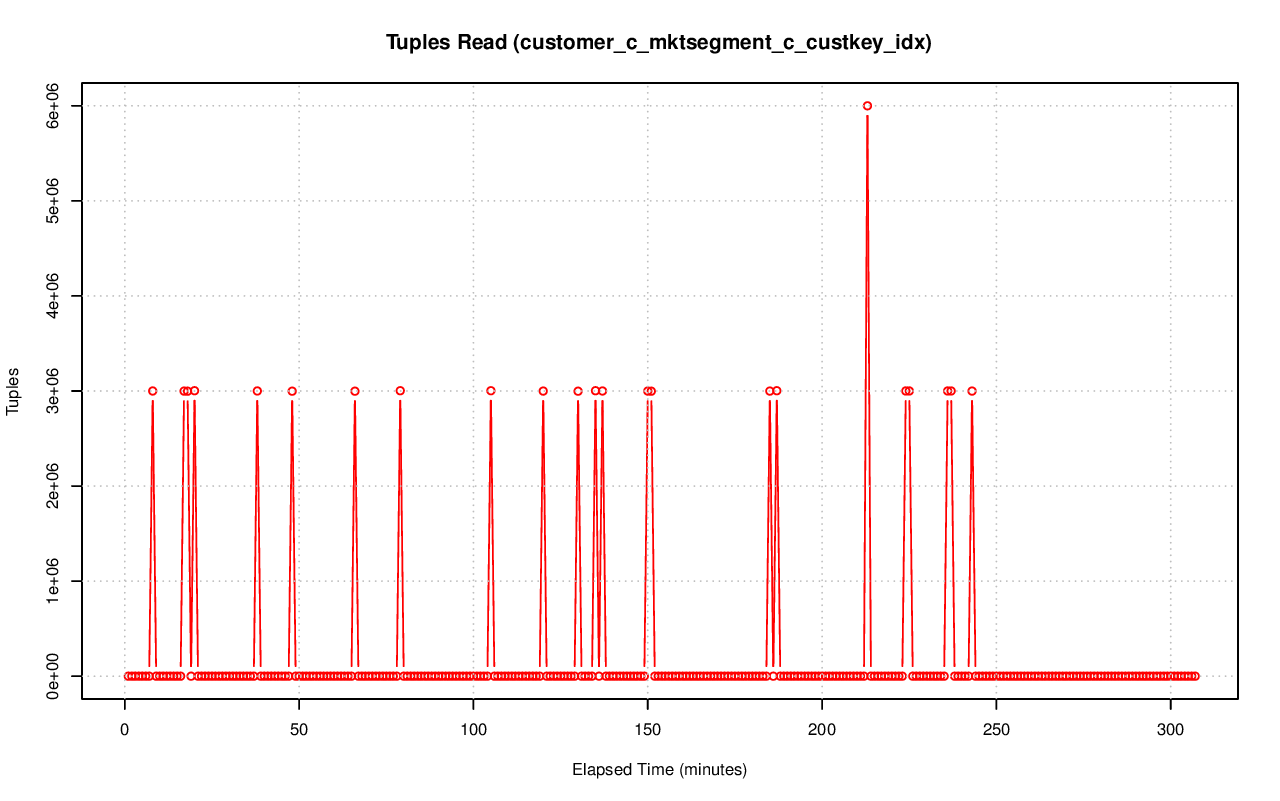 Tuples Read (customer_c_mktsegment_c_custkey_idx)
Tuples
6e+06
5e+06
4e+06
3e+06
2e+06
1e+06
0e+00
0 50 100 150 200 250 300
Elapsed Time (minutes)